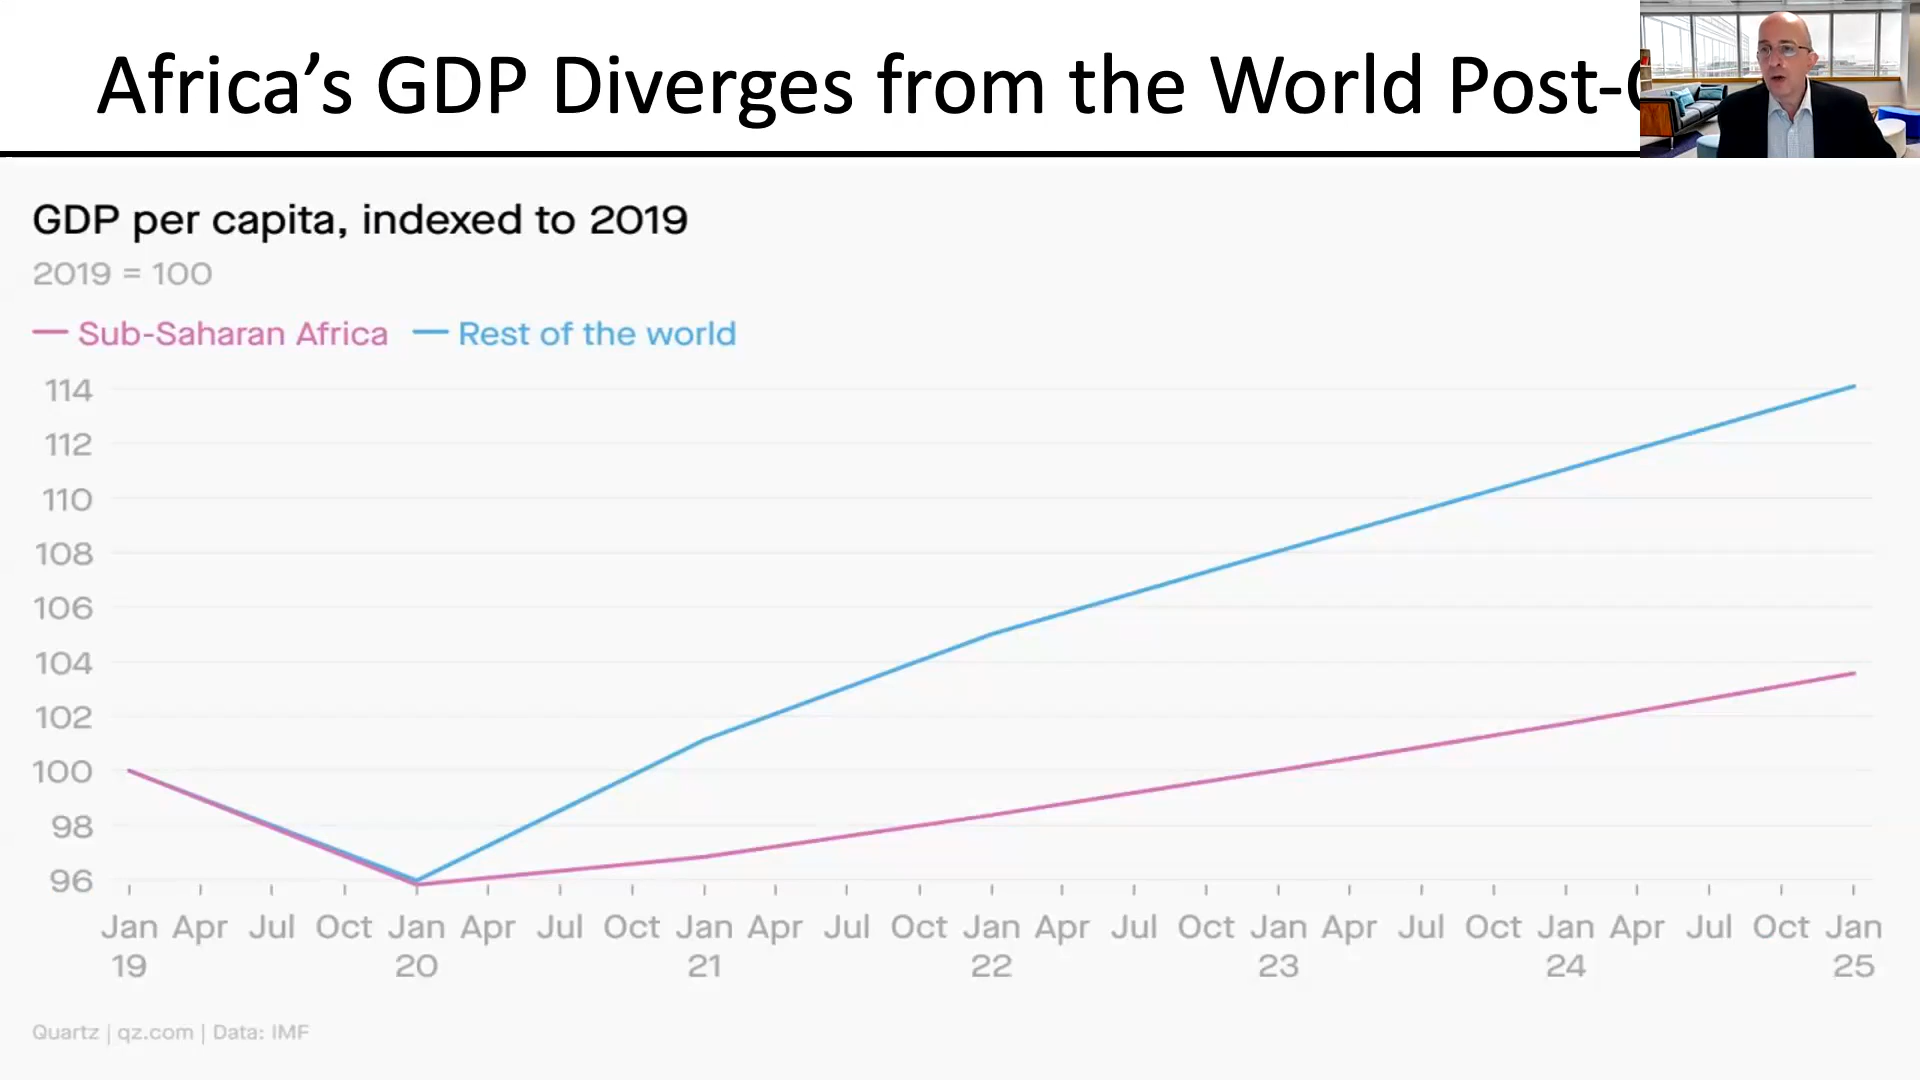 Africa's GDP Diverges from the World Post-
GDP per capita, indexed to 2019
2019 = 100
Sub-Saharan Africa Rest of the world
114
112
110
108
106
104
102
100
98
96
Jan Apr Jul Oct Jan Apr Jul Oct Jan Apr Jul Oct Jan Apr Jul Oct Jan Apr Jul Oct Jan Apr Jul Oct Jan
19 20 21 22 23 24 25
Quartz | qz.com | Data: IMF